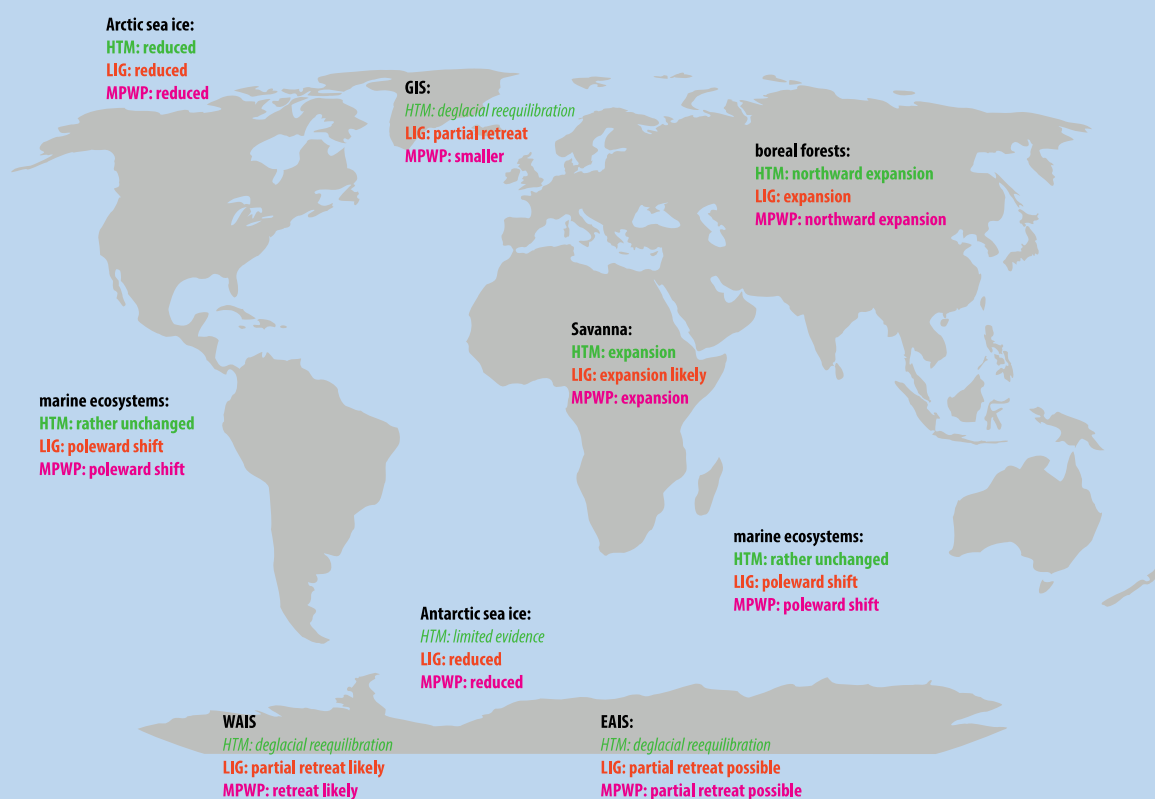 Arctic sea ice:
HTM: reduced
LIG: reduced
MPWP: reduced
GIS:
HTM: deglacial reequilibration
LIG: partial retreat
MPWP: smaller
boreal forests:
HTM: northward expansion
LIG: expansion
MPWP: northward expansion
Savanna:
HTM: expansion
LIG: expansion likely
MPWP: expansion
marine ecosystems:
HTM: rather unchanged
LIG: poleward shift
MPWP: poleward shift
marine ecosystems:
HTM: rather unchanged
LIG: poleward shift
MPWP: poleward shift
Antarctic sea ice:
HTM: limited evidence
LIG: reduced
MPWP: reduced
WAIS
HTM: deglacial reequilibration
LIG: partial retreat likely
MPWP: retreat likely
EAIS:
HTM: deglacial reequilibration
LIG: partial retreat possible
MPWP: partial retreat possible